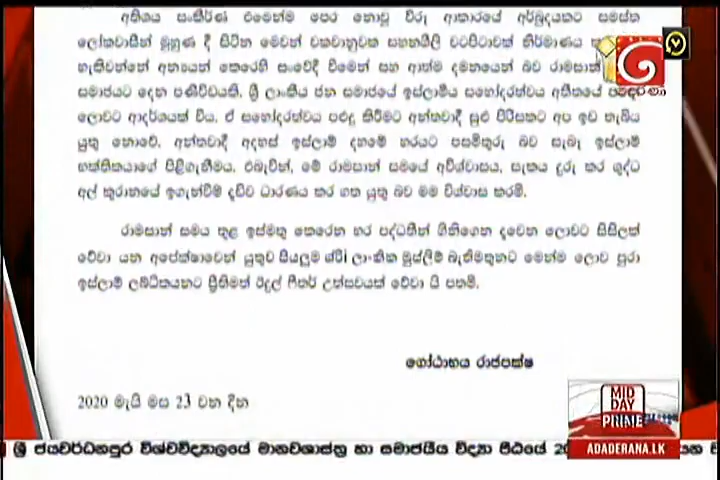 අතිශය සංකීර්ණ එමෙන්ම පෙර නොවූ විරූ ආකාරයේ අර්බුදයකට සමස්ත
ලෝකවාසීන් මුහුණ දී සිටින මෙවන් වකවානුවක සහනශීලී වටපිටාවක් නිර්මාණය
හැකිවන්නේ අන්‍යයන් කෙරෙහි සංවේදී වීමෙන් සහ ආත්ම දමනයෙන් බව රාමසාන්
සමාජයට දෙන පණිවිඩයකි. ශ්‍රී ලාංකීය ජන සමාජයේ ඉස්ලාමීය සහෝදරත්වය අතීතයේ
ලොවට ආදර්ශයක් විය. ඒ සහෝදරත්වය පළුදු කිරීමට අන්තවාදී සුළු පිරිසකට අප ඉඩ තැබිය
යුතු නොවේ. අන්තවාදී අදහස් ඉස්ලාම් දහමේ හරයට පසමිතුරු බව සැබෑ ඉස්ලාම්
භක්තිකයාගේ පිළිගැනීමය. එබැවින්, මේ රාමසාන් සමයේ අවිශ්වාසය, සැකය දුරු කර ශුද්ධ
අල් කුරානයේ ඉගැන්වීම් දැඩිව ධාරණය කර ගත යුතු බව මම විශ්වාස කරමි.
රාමසාන් සමය තුළ ඉස්මතු කෙරෙන හර පද්ධතීන් ගිනිගෙන දැවෙන ලොවට සිසිලක්
වේවා යන අපේක්ෂාවෙන් යුතුව සියලුම ශ්රීi ලාංකික මුස්ලිම් බැතිමතුනට මෙන්ම ලොව පුරා
ඉස්ලාම් ලබ්ධිකයනට ප්‍රීතිමත් ඊදුල් ෆීතර් උත්සවයක් වේවා යි පතමි.
ගෝඨාභය රාජපක්ෂ
2020 මැයි මස 23 වන දින
MID
DAY
PRIME
ADADERANA.LK
ශ්‍රී ජයවර්ධනපුර විශ්වවිද්‍යාලයේ මානවශාස්ත්‍ර හා සමාජයීය විද්‍යා පීඨයේ